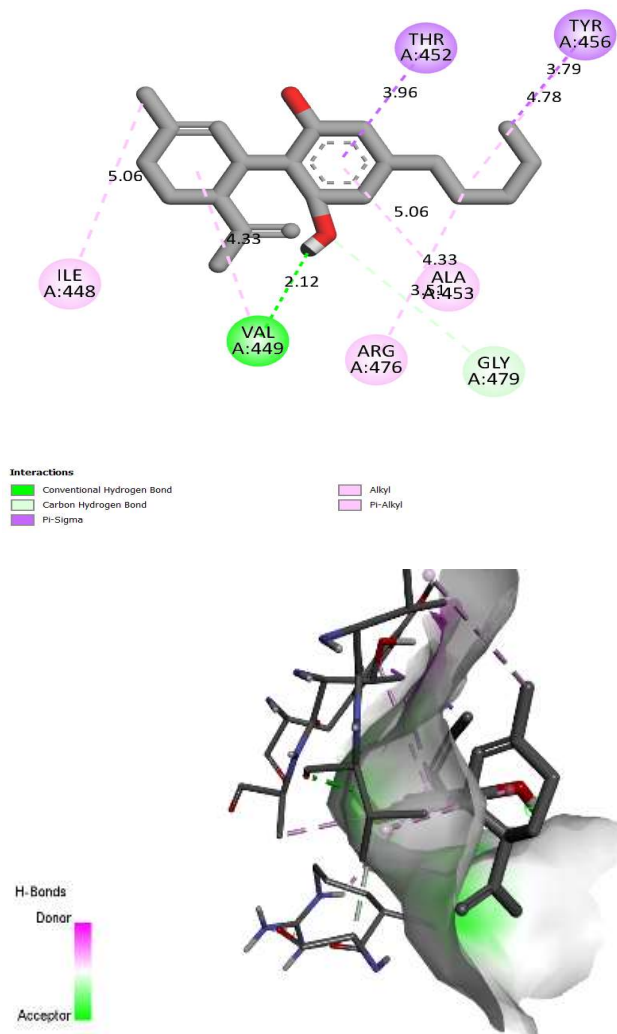 THR
A:452
TYR
A:456
3.79
3.96
4.78
5.06
5.06
4.33
4.33
ILE
A:448
2.12
3.51
ALA
A:453
VAL
A:449
ARG
A:476
GLY
A:479
Interactions
Conventional Hydrogen Bond
Carbon Hydrogen Bond
Pi-Sigma
Alkyl
Pi-Alkyl
H-Bonds
Donor
Acceptor